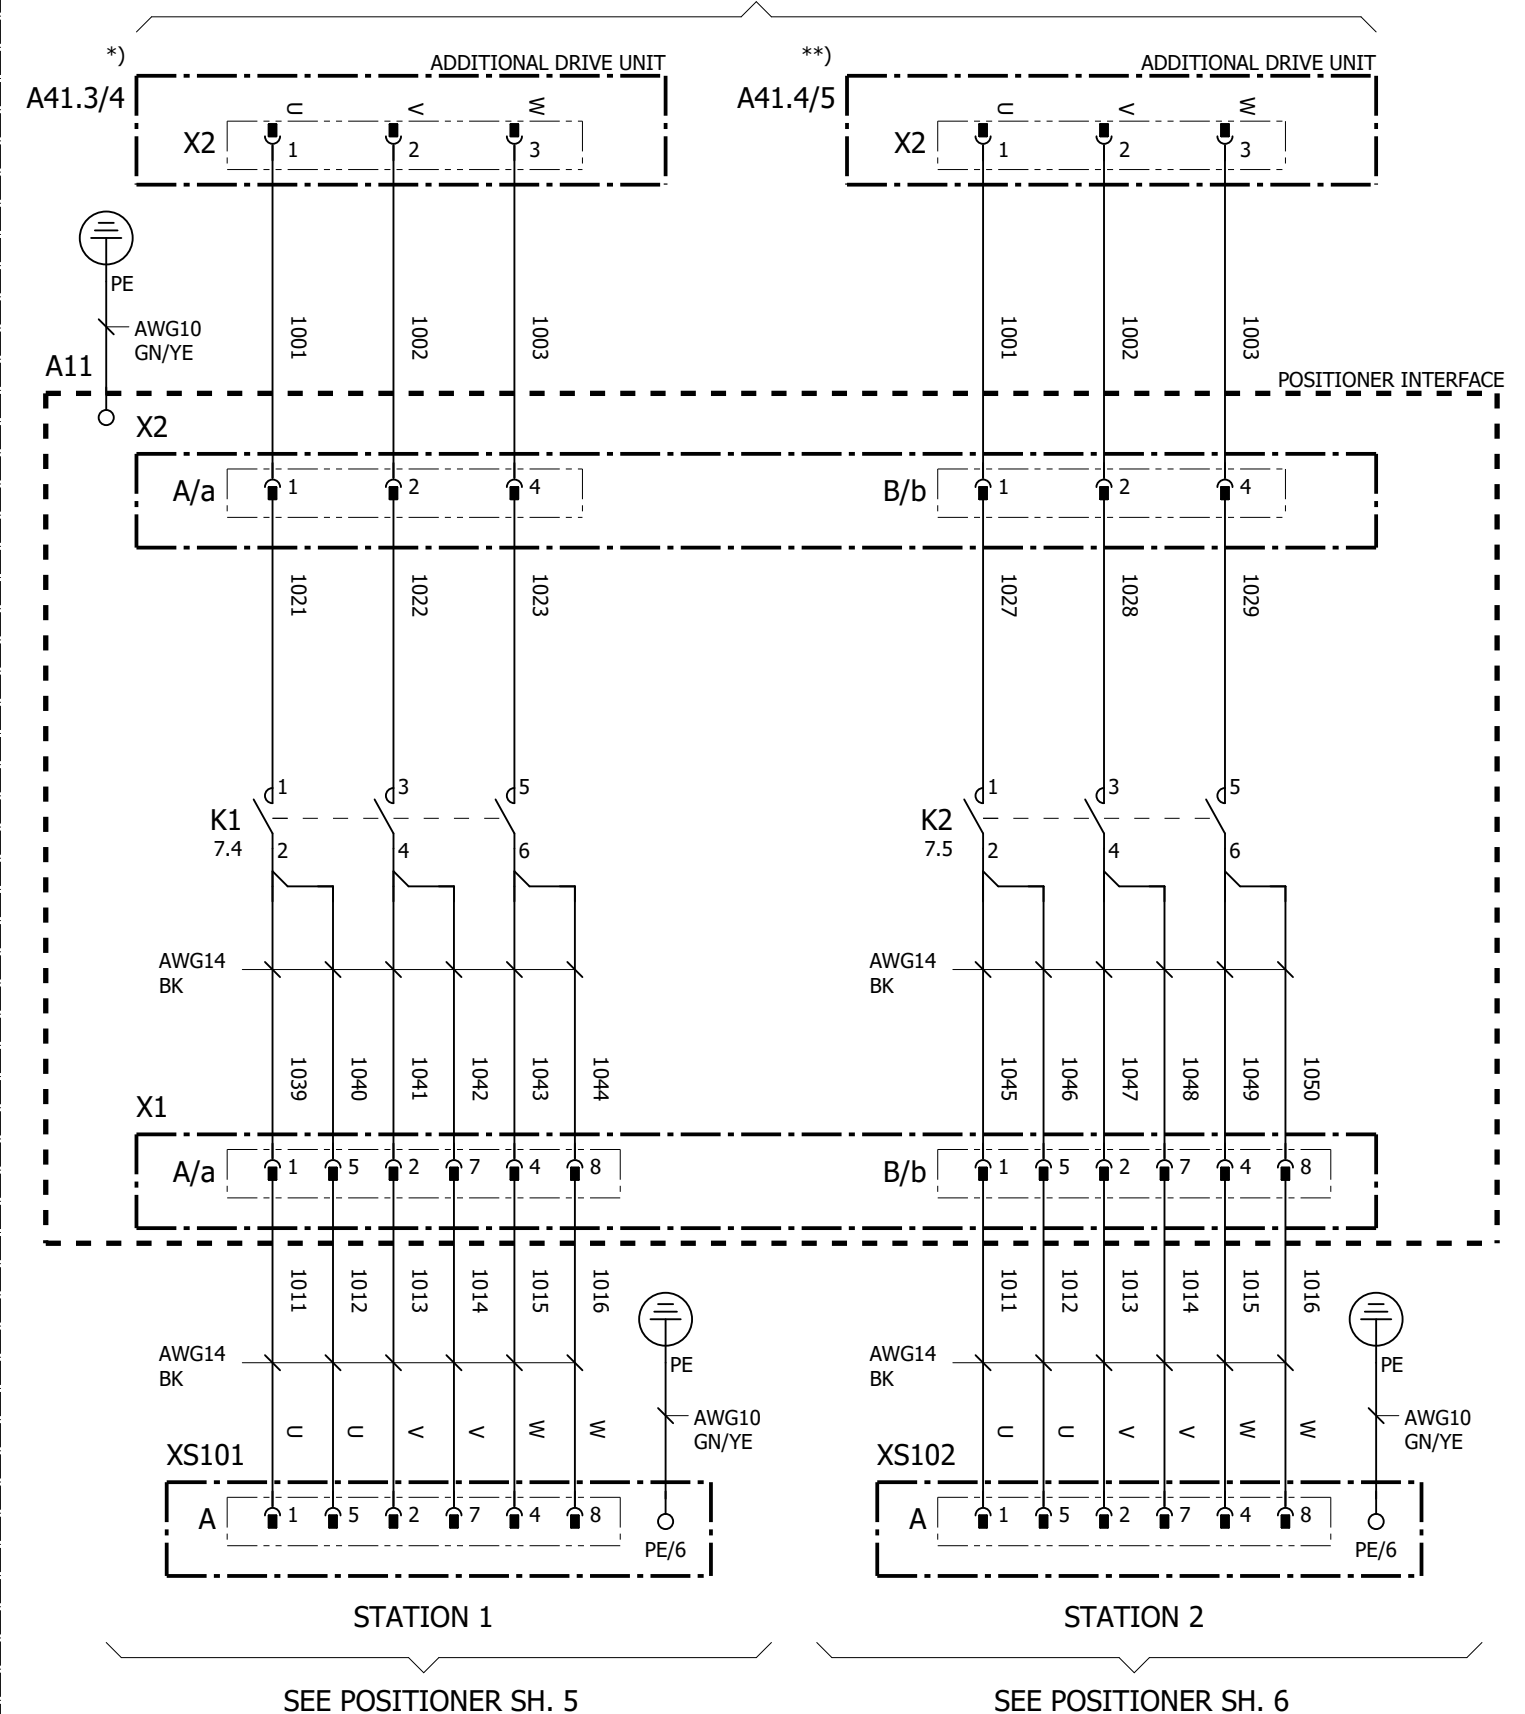 *)
ADDITIONAL DRIVE UNIT
**)
ADDITIONAL DRIVE UNIT
A41.3/4
U V W
A41.4/5
U V W
X2
1 2 3
X2
1 2 3
PE
AWG10
GN/YE
1001 1002 1003
1001 1002 1003
A11
POSITIONER INTERFACE
X2
A/a
1 2 4
B/b
1 2 4
1021 1022 1023
1027 1028 1029
1 3 5
1 3 5
K1
7.4
2 4 6
K2
7.5
2 4 6
AWG14
BK
AWG14
BK
1039 1040 1041 1042 1043 1044
1045 1046 1047 1048 1049 1050
X1
A/a
1 5 2 7 4 8
B/b
1 5 2 7 4 8
1011 1012 1013 1014 1015 1016
1011 1012 1013 1014 1015 1016
AWG14
BK
PE
AWG14
BK
PE
U U V V W W
AWG10
GN/YE
U U V V W W
AWG10
GN/YE
XS101
XS102
A
1 5 2 7 4 8
PE/6
A
1 5 2 7 4 8
PE/6
STATION 1
STATION 2
SEE POSITIONER SH. 5
SEE POSITIONER SH. 6